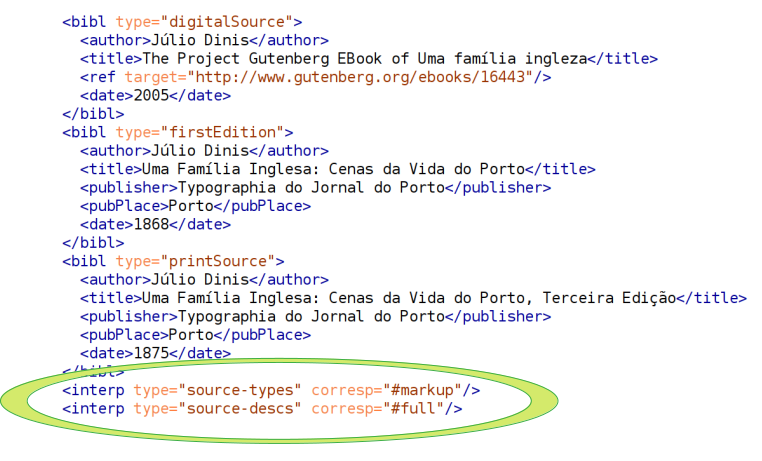 <bibl type="digitalSource">
<author>Júlio Dinis</author>
<title>The Project Gutenberg EBook of Uma família ingleza</title>
<ref target="http://www.gutenberg.org/ebooks/16443"/>
<date>2005</date>
</bibl>
<bibl type="firstEdition">
<author>Júlio Dinis</author>
<title>Uma Família Inglesa: Cenas da Vida do Porto</title>
<publisher>Typographia do Jornal do Porto</publisher>
<pubPlace>Porto</pubPlace>
<date>1868</date>
</bibl>
<bibl type="printSource">
<author>Júlio Dinis</author>
<title>Uma Família Inglesa: Cenas da Vida do Porto, Terceira Edição</title>
<publisher>Typographia do Jornal do Porto</publisher>
<pubPlace>Porto</pubPlace>
<date>1875</date>
</bibl>
<interp type="source-types" corresp="#markup"/>
<interp type="source-descs" corresp="#full"/>